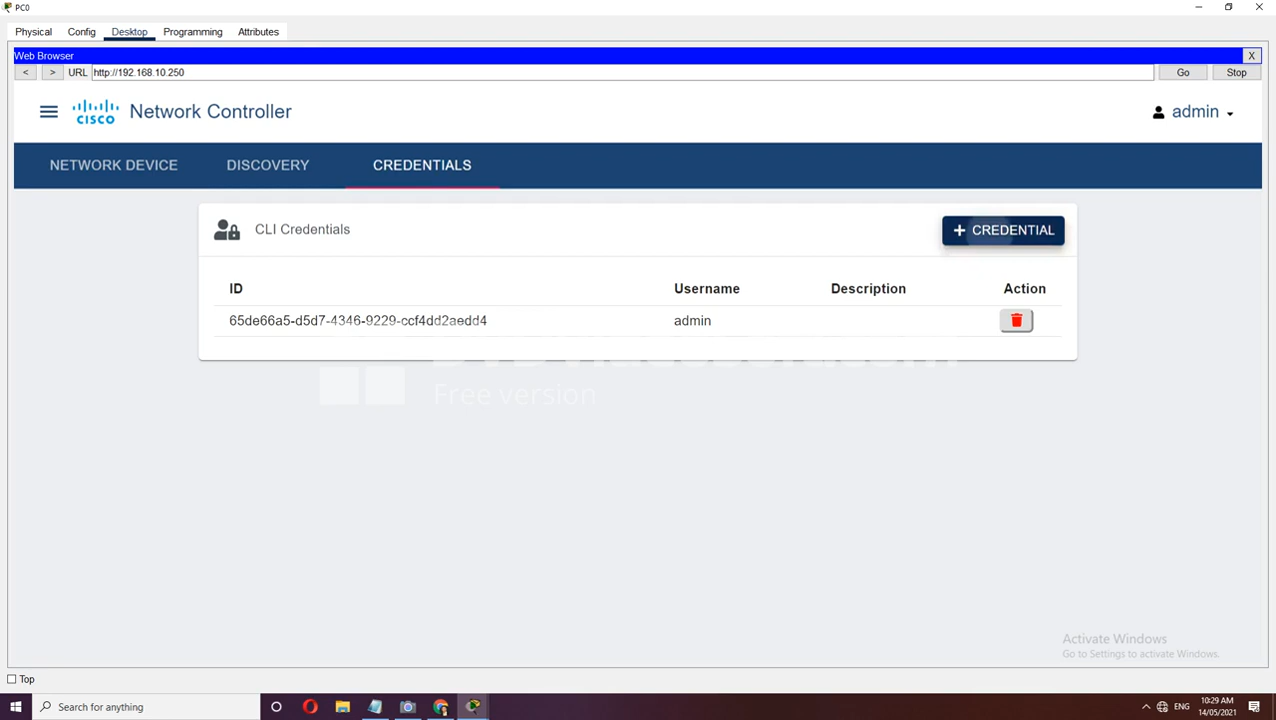 PC0
Physical Config Desktop Programming Attributes
Web Browser X
< > URL http://192.168.10.250 Go Stop
CISCO Network Controller admin
NETWORK DEVICE DISCOVERY CREDENTIALS
CLI Credentials + CREDENTIAL
ID Username Description Action
65de66a5-d5d7-4346-9229-ccf4dd2aedd4 admin
Free version
Activate Windows
Go to Settings to activate Windows.
Top
Search for anything ENG 10:29 AM
14/05/2021